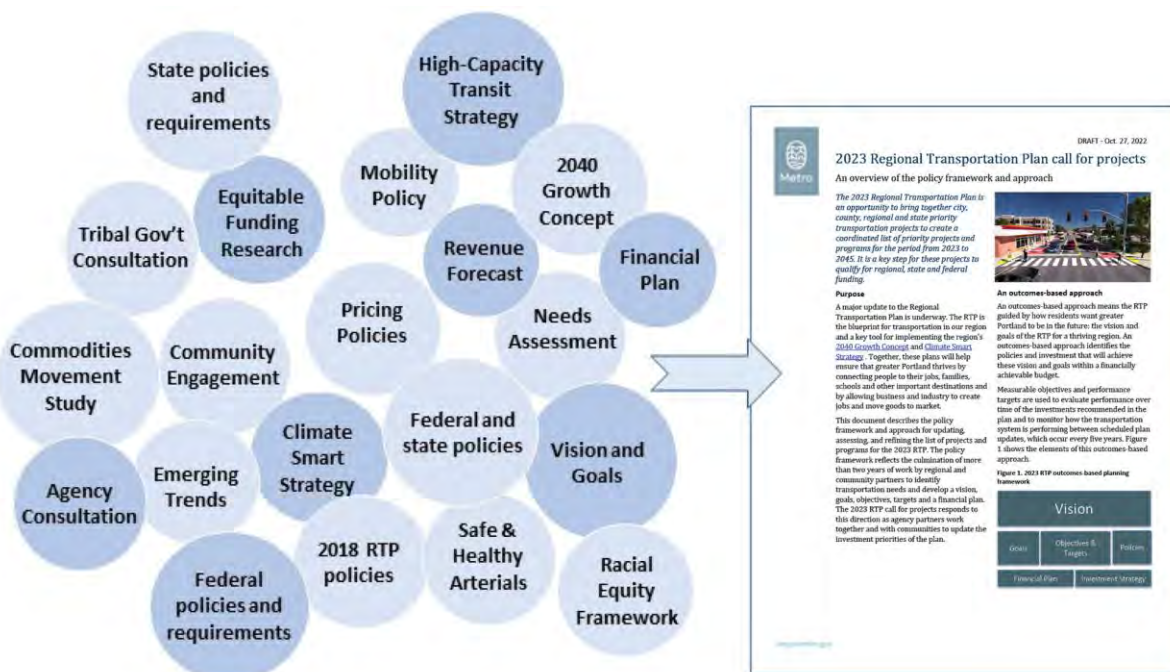 State policies
and
requirements
High-Capacity
Transit
Strategy
Mobility
Policy
2040
Growth
Concept
Equitable
Funding
Research
Tribal Gov't
Consultation
Revenue
Forecast
Financial
Plan
Pricing
Policies
Needs
Assessment
Commodities
Movement
Study
Community
Engagement
Federal and
state policies
Climate
Smart
Strategy
Vision and
Goals
Emerging
Trends
Agency
Consultation
2018 RTP
policies
Safe &
Healthy
Arterials
Racial
Equity
Framework
Federal
policies and
requirements
Metro
DRAFT - Oct. 27, 2022
2023 Regional Transportation Plan call for projects
An overview of the policy framework and approach
The 2023 Regional Transportation Plan is
an opportunity to bring together city,
county, regional and state priority
transportation projects to create a
coordinated list of priority projects and
programs for the period from 2023 to
2045. It is a key step for these projects to
qualify for regional, state and federal
funding.
Purpose
A major update to the Regional
Transportation Plan is underway. The RTP is
the blueprint for transportation in our region
and a key tool for implementing the region's
2040 Growth Concept and Climate Smart
Strategy. Together, these plans will help
ensure that greater Portland thrives by
connecting people to their jobs, families,
schools and other important destinations and
by allowing business and industry to create
jobs and move goods to market.
This document describes the policy
framework and approach for updating,
assessing, and refining the list of projects and
programs for the 2023 RTP. The policy
framework reflects the culmination of more
than two years of work by regional and
community partners to identify
transportation needs and develop a vision,
goals, objectives, targets and a financial plan.
The 2023 RTP call for projects responds to
this direction as agency partners work
together and with communities to update the
investment priorities of the plan.
An outcomes-based approach
An outcomes-based approach means the RTP
guided by how residents want greater
Portland to be in the future: the vision and
goals of the RTP for a thriving region. An
outcomes-based approach identifies the
policies and investment that will achieve
these vision and goals within a financially
achievable budget.
Measurable objectives and performance
targets are used to evaluate performance over
time of the investments recommended in the
plan and to monitor how the transportation
system is performing between scheduled plan
updates, which occur every five years. Figure
1 shows the elements of this outcomes-based
approach.
Figure 1. 2023 RTP outcomes-based planning
framework
Vision
Goals
Objectives &
Targets
Policies
Financial Plan
Investment Strategy